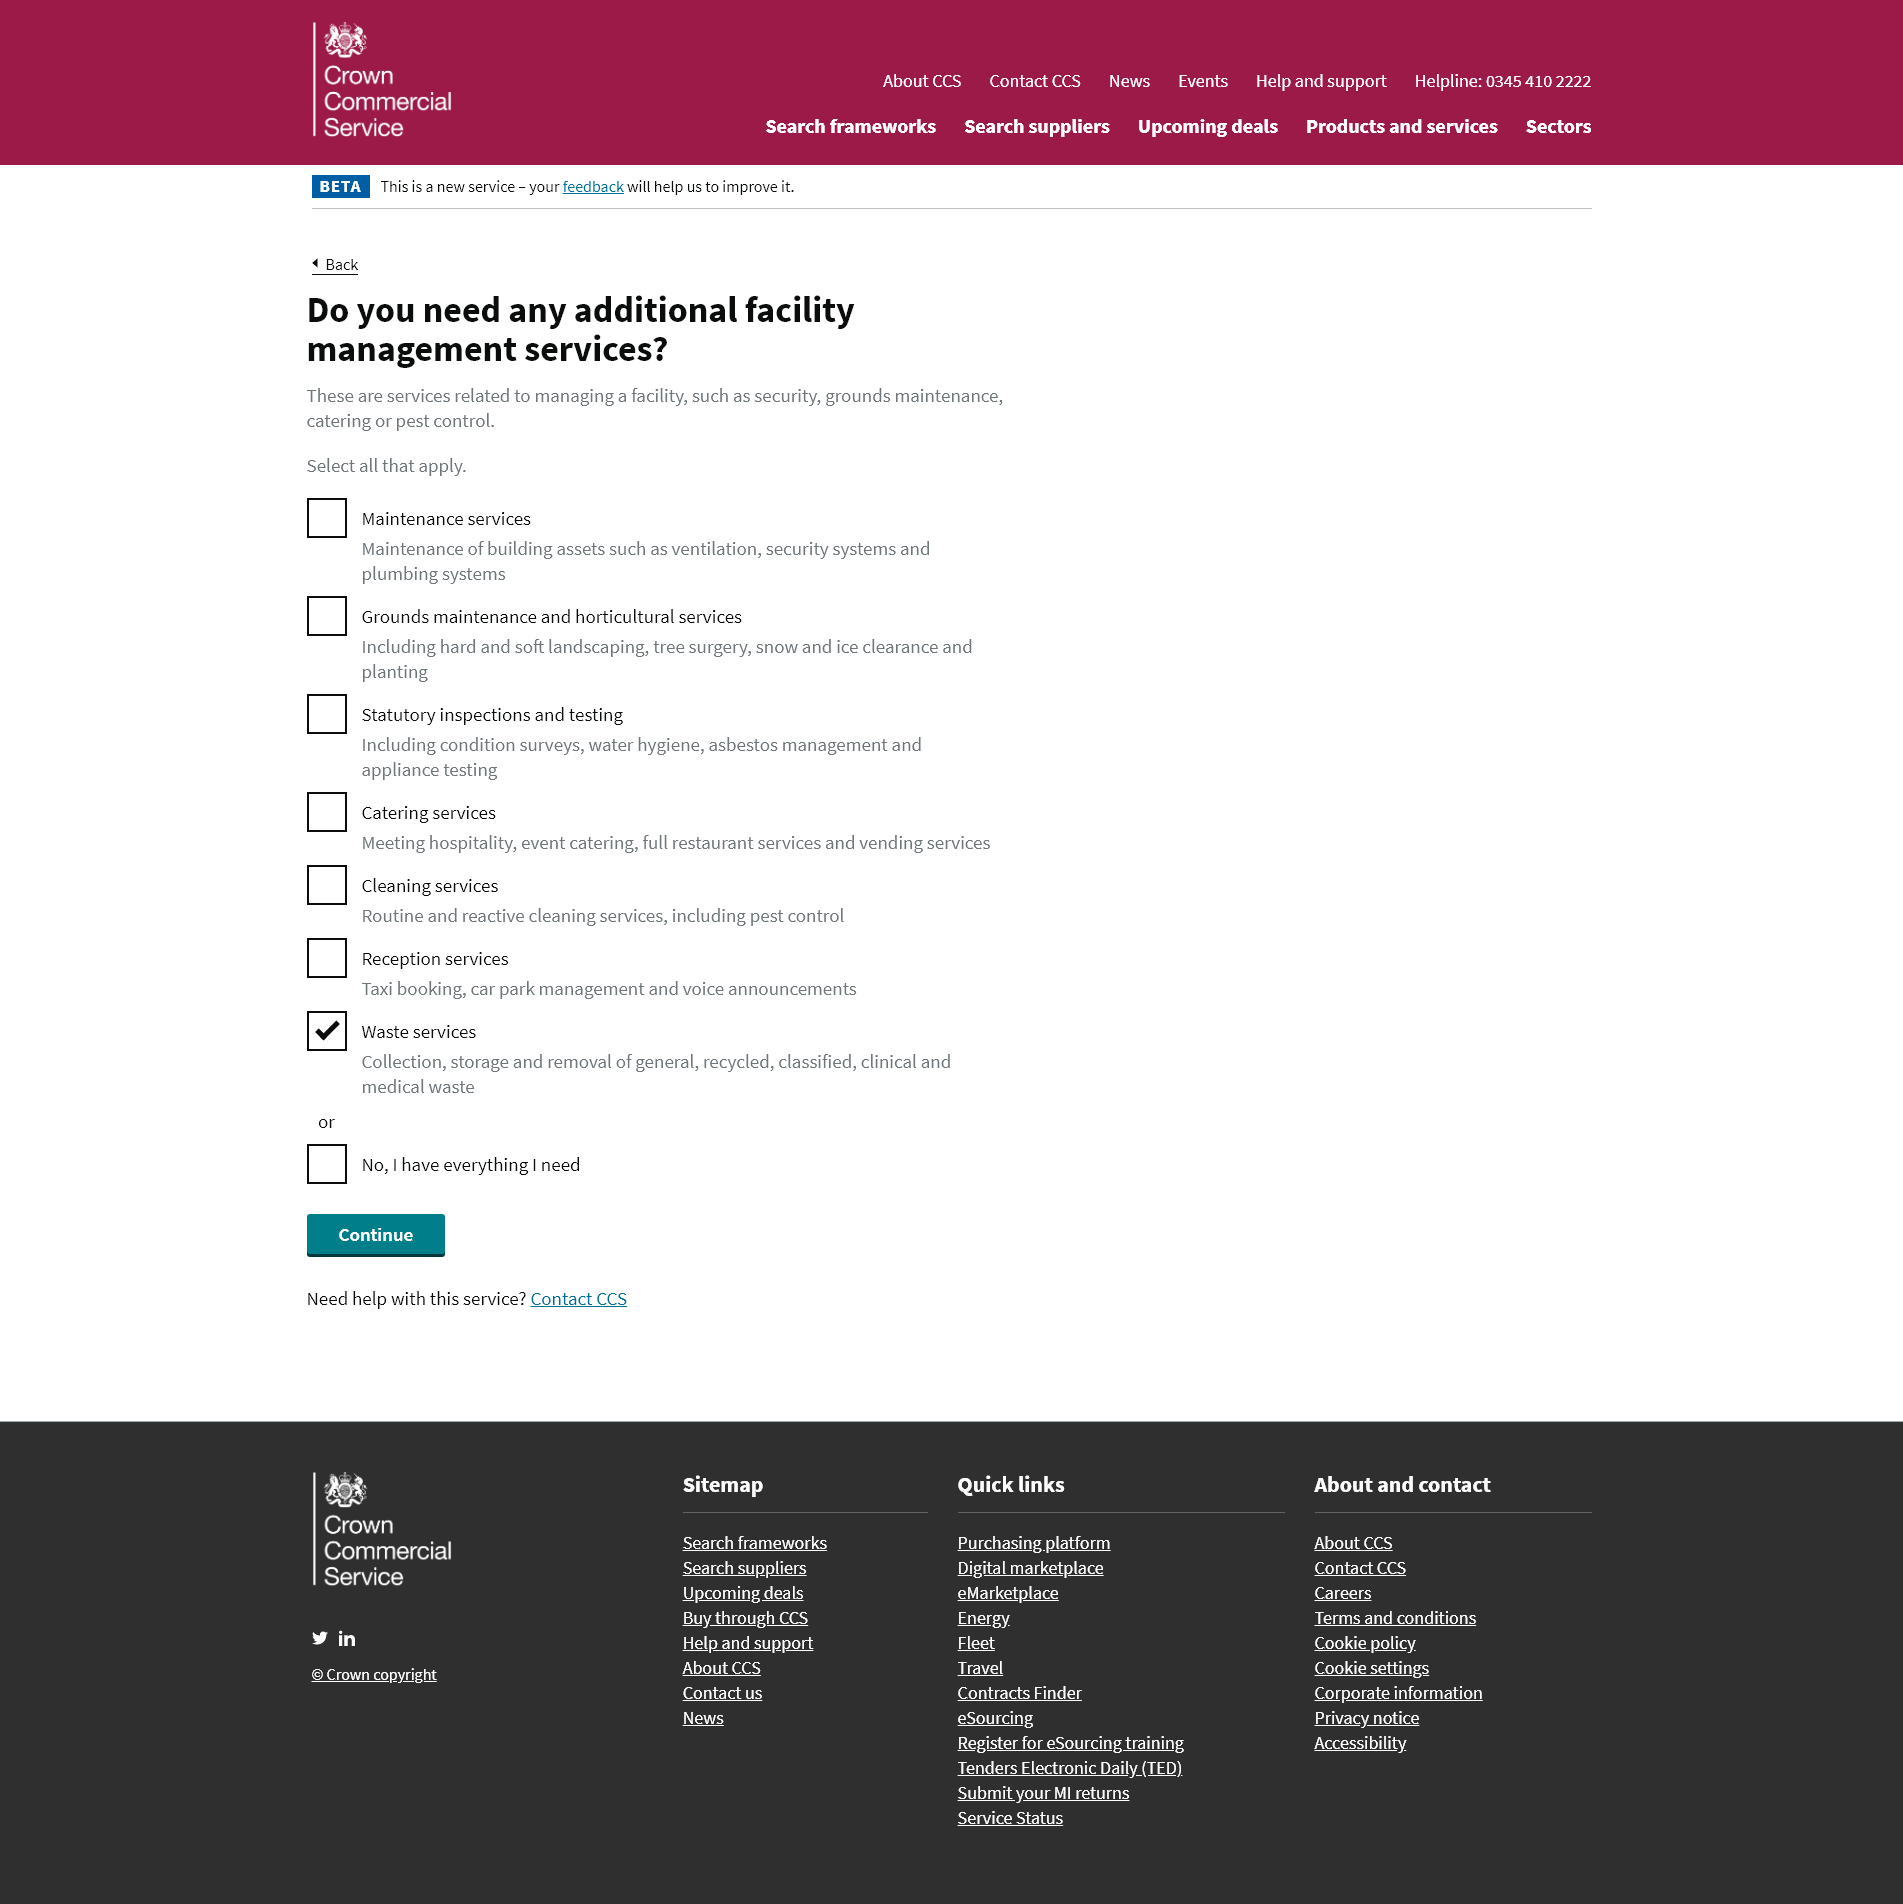 Crown
Commercial
Service
About CCS Contact CCS News Events Help and support Helpline: 0345 410 2222
Search frameworks Search suppliers Upcoming deals Products and services Sectors
BETA This is a new service – your feedback will help us to improve it.
Back
Do you need any additional facility
management services?
These are services related to managing a facility, such as security, grounds maintenance,
catering or pest control.
Select all that apply.
Maintenance services
Maintenance of building assets such as ventilation, security systems and
plumbing systems
Grounds maintenance and horticultural services
Including hard and soft landscaping, tree surgery, snow and ice clearance and
planting
Statutory inspections and testing
Including condition surveys, water hygiene, asbestos management and
appliance testing
Catering services
Meeting hospitality, event catering, full restaurant services and vending services
Cleaning services
Routine and reactive cleaning services, including pest control
Reception services
Taxi booking, car park management and voice announcements
Waste services
Collection, storage and removal of general, recycled, classified, clinical and
medical waste
or
No, I have everything I need
Continue
Need help with this service? Contact CCS
Crown
Commercial
Service
© Crown copyright
Sitemap
Search frameworks
Search suppliers
Upcoming deals
Buy through CCS
Help and support
About CCS
Contact us
News
Quick links
Purchasing platform
Digital marketplace
eMarketplace
Energy
Fleet
Travel
Contracts Finder
eSourcing
Register for eSourcing training
Tenders Electronic Daily (TED)
Submit your MI returns
Service Status
About and contact
About CCS
Contact CCS
Careers
Terms and conditions
Cookie policy
Cookie settings
Corporate information
Privacy notice
Accessibility